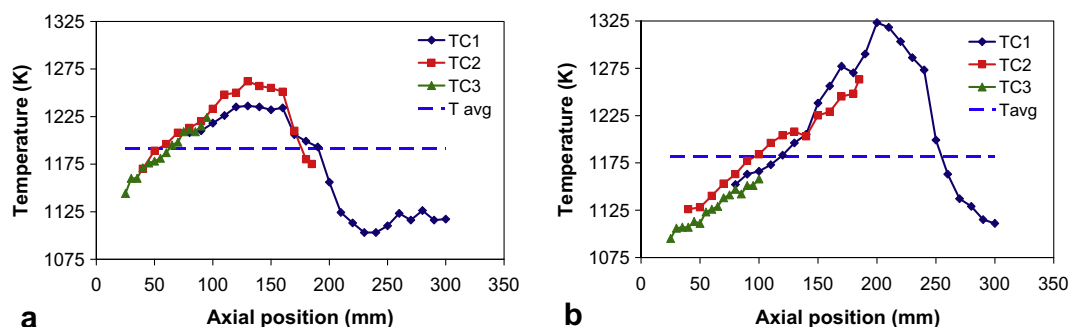 1325
1275
1225
1175
1125
1075
Temperature (K)
0 50 100 150 200 250 300 350
Axial position (mm)
TC1
TC2
TC3
T avg
a
1325
1275
1225
1175
1125
1075
Temperature (K)
0 50 100 150 200 250 300 350
Axial position (mm)
TC1
TC2
TC3
Tavg
b